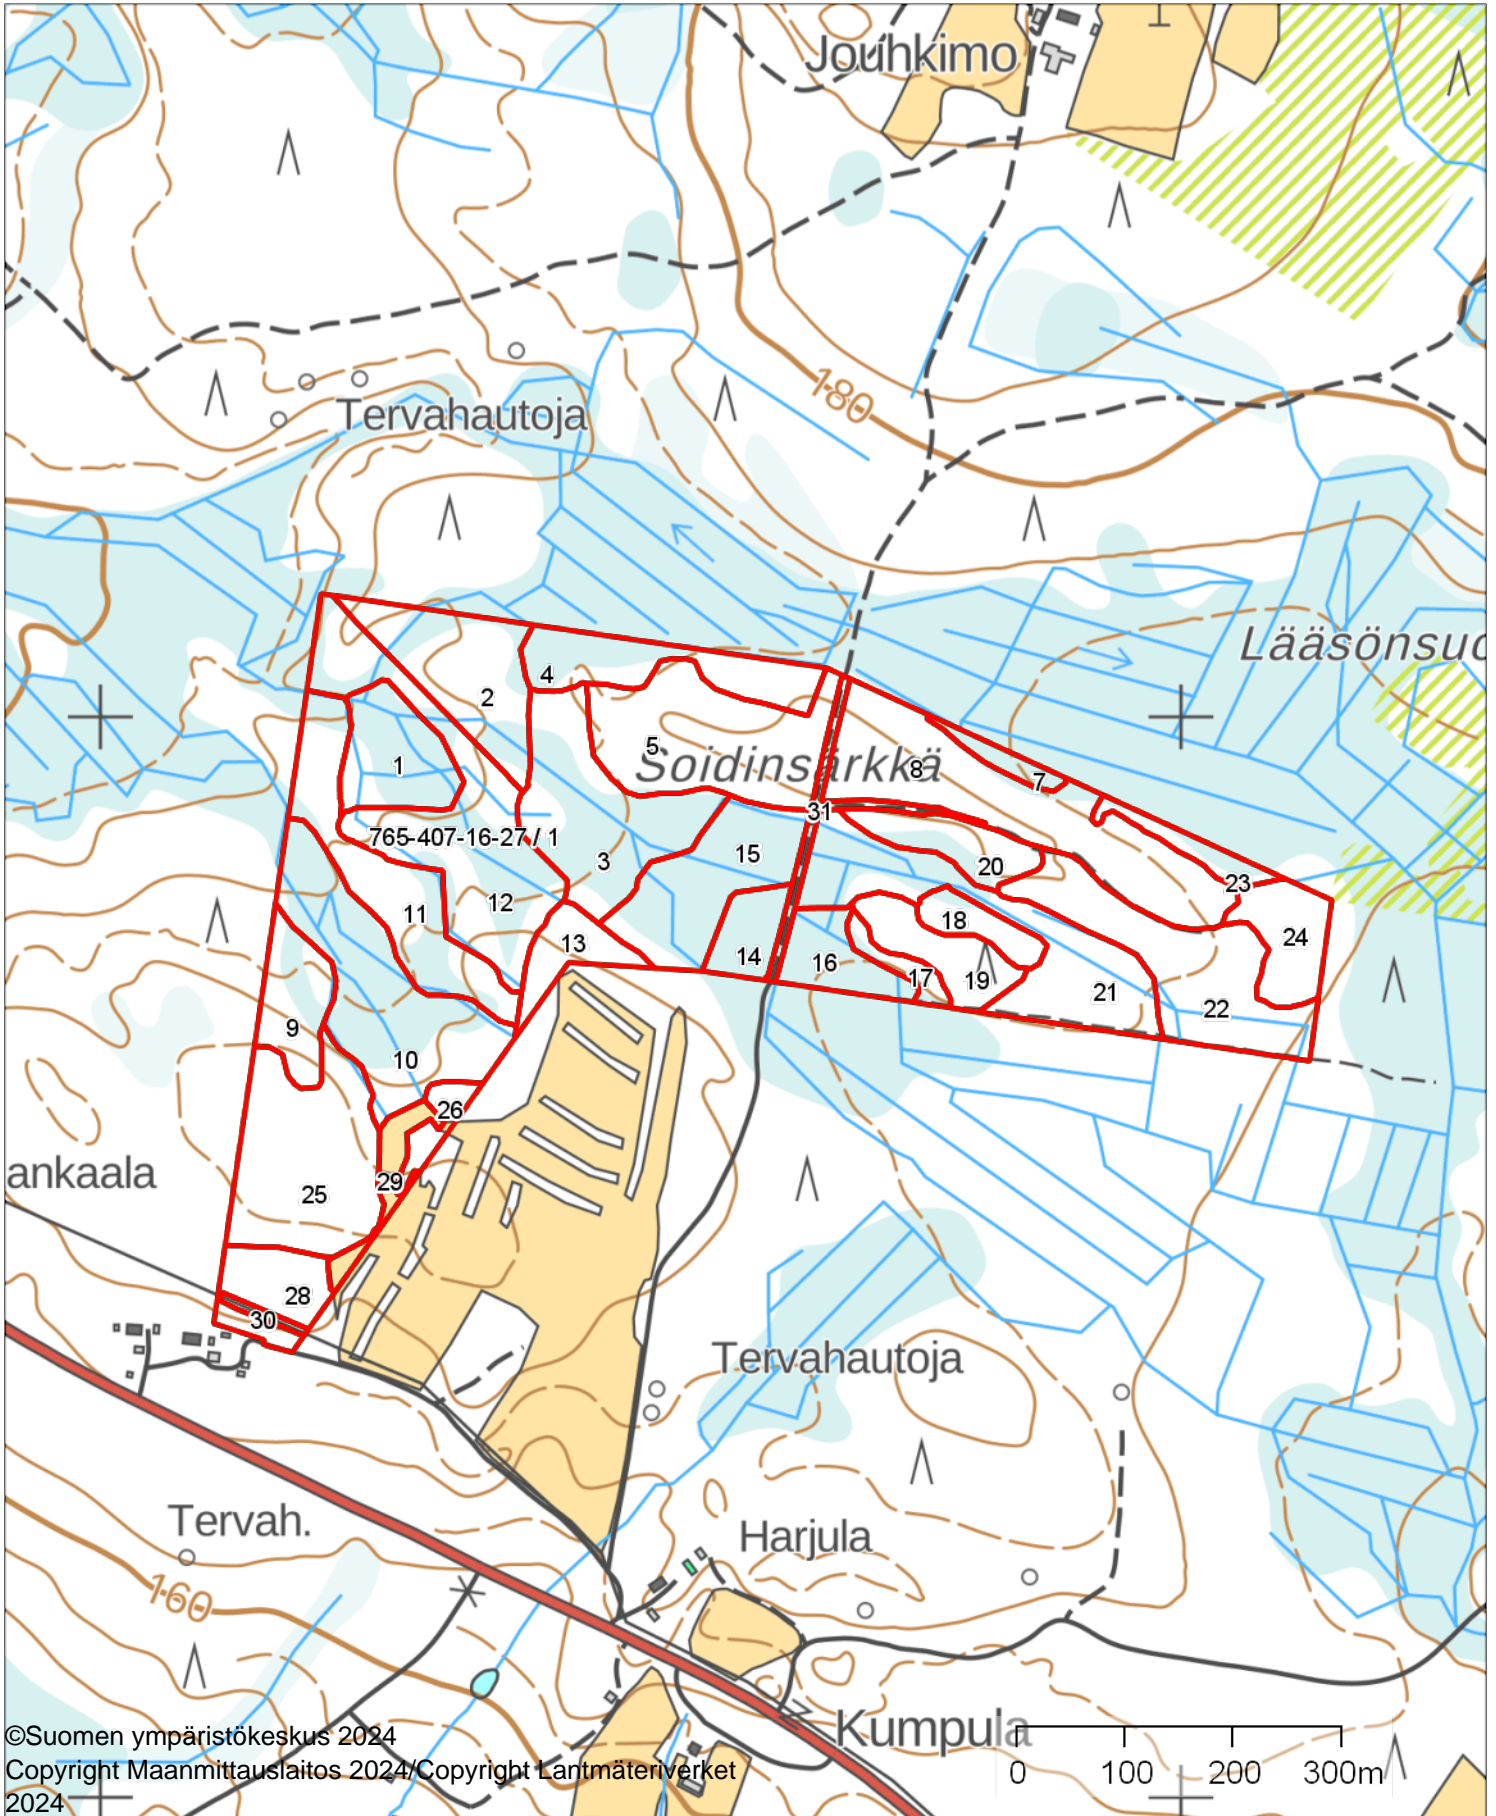 Jouhkimo
180
Tervahautoja
Lääsönsuo
4
2
5
Soidinsärkkä
8
1
7
31
765-407-16-27 / 1
3
15
20
23
12
11
18
13
24
14
16
17
19
21
22
9
10
26
ankaala
29
25
28
30
Tervahautoja
Tervah.
Harjula
160
Kumpula
©Suomen ympäristökeskus 2024
Copyright Maanmittauslaitos 2024/Copyright Lantmäteriverket
2024
0 100 200 300m